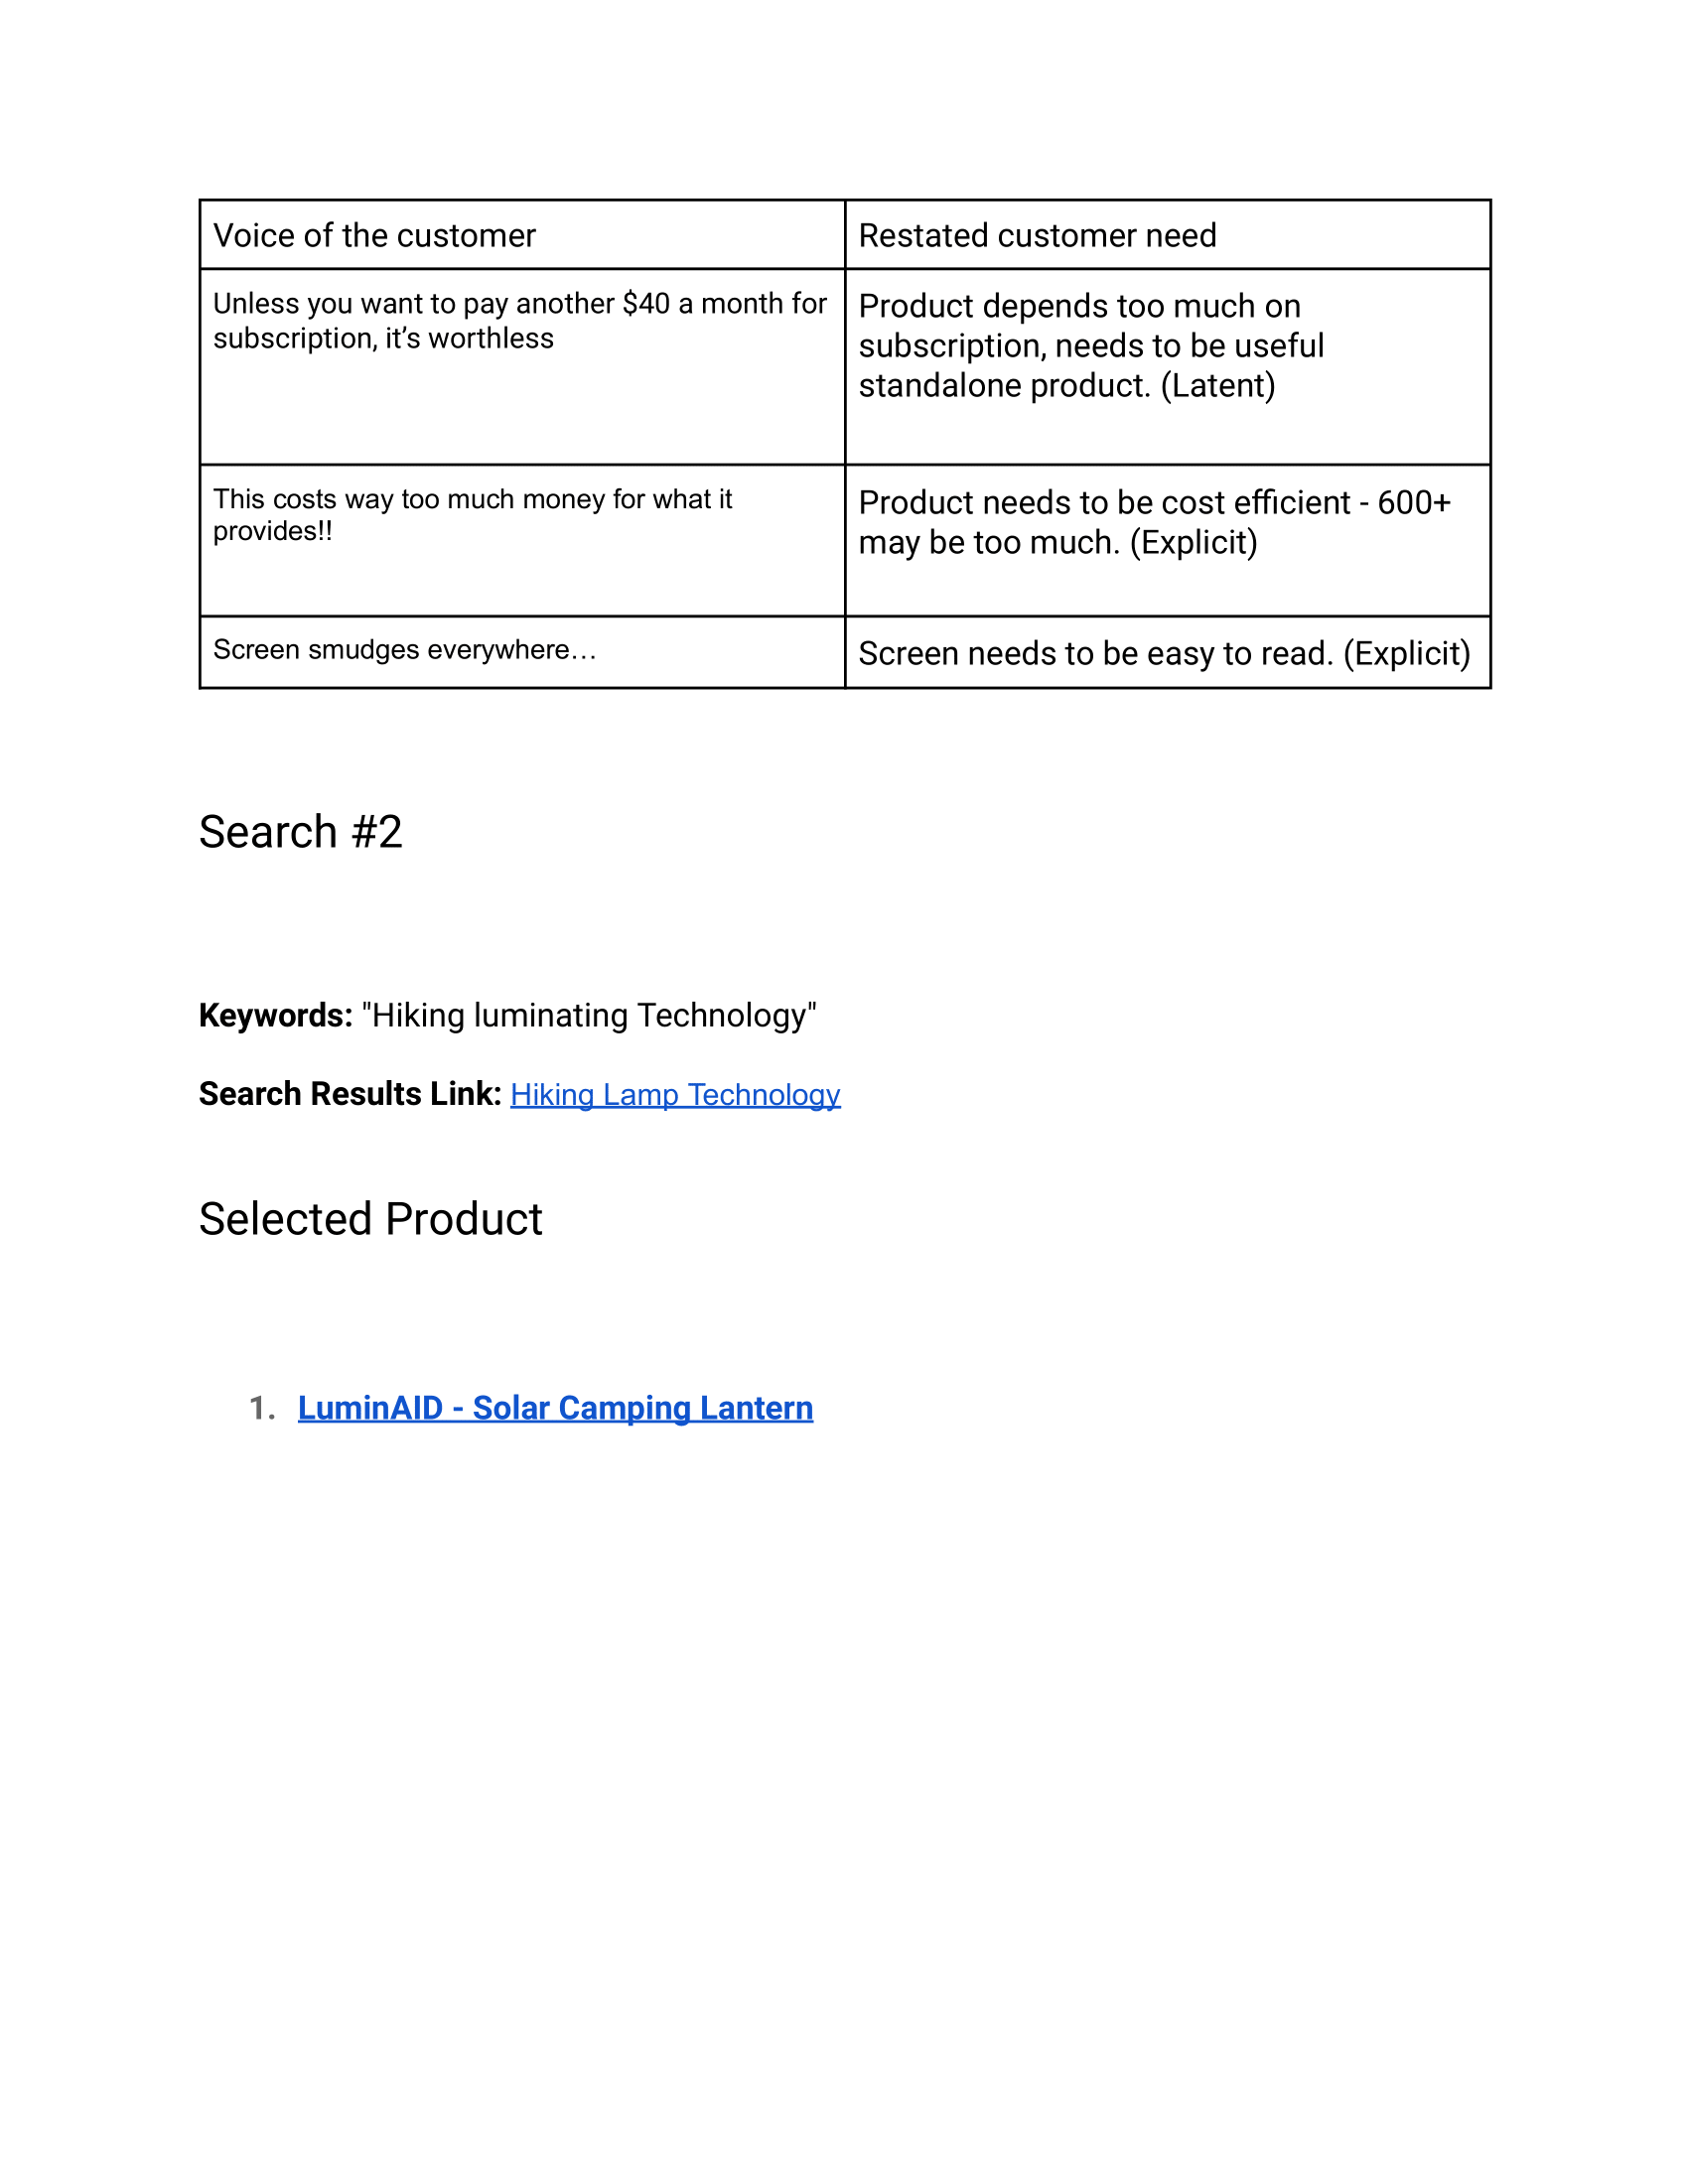 Voice of the customer
Restated customer need
Unless you want to pay another $40 a month for
subscription, it’s worthless
Product depends too much on
subscription, needs to be useful
standalone product. (Latent)
This costs way too much money for what it
provides!!
Product needs to be cost efficient - 600+
may be too much. (Explicit)
Screen smudges everywhere…
Screen needs to be easy to read. (Explicit)
Search #2
Keywords: "Hiking luminating Technology"
Search Results Link: Hiking Lamp Technology
Selected Product
1. LuminAID - Solar Camping Lantern